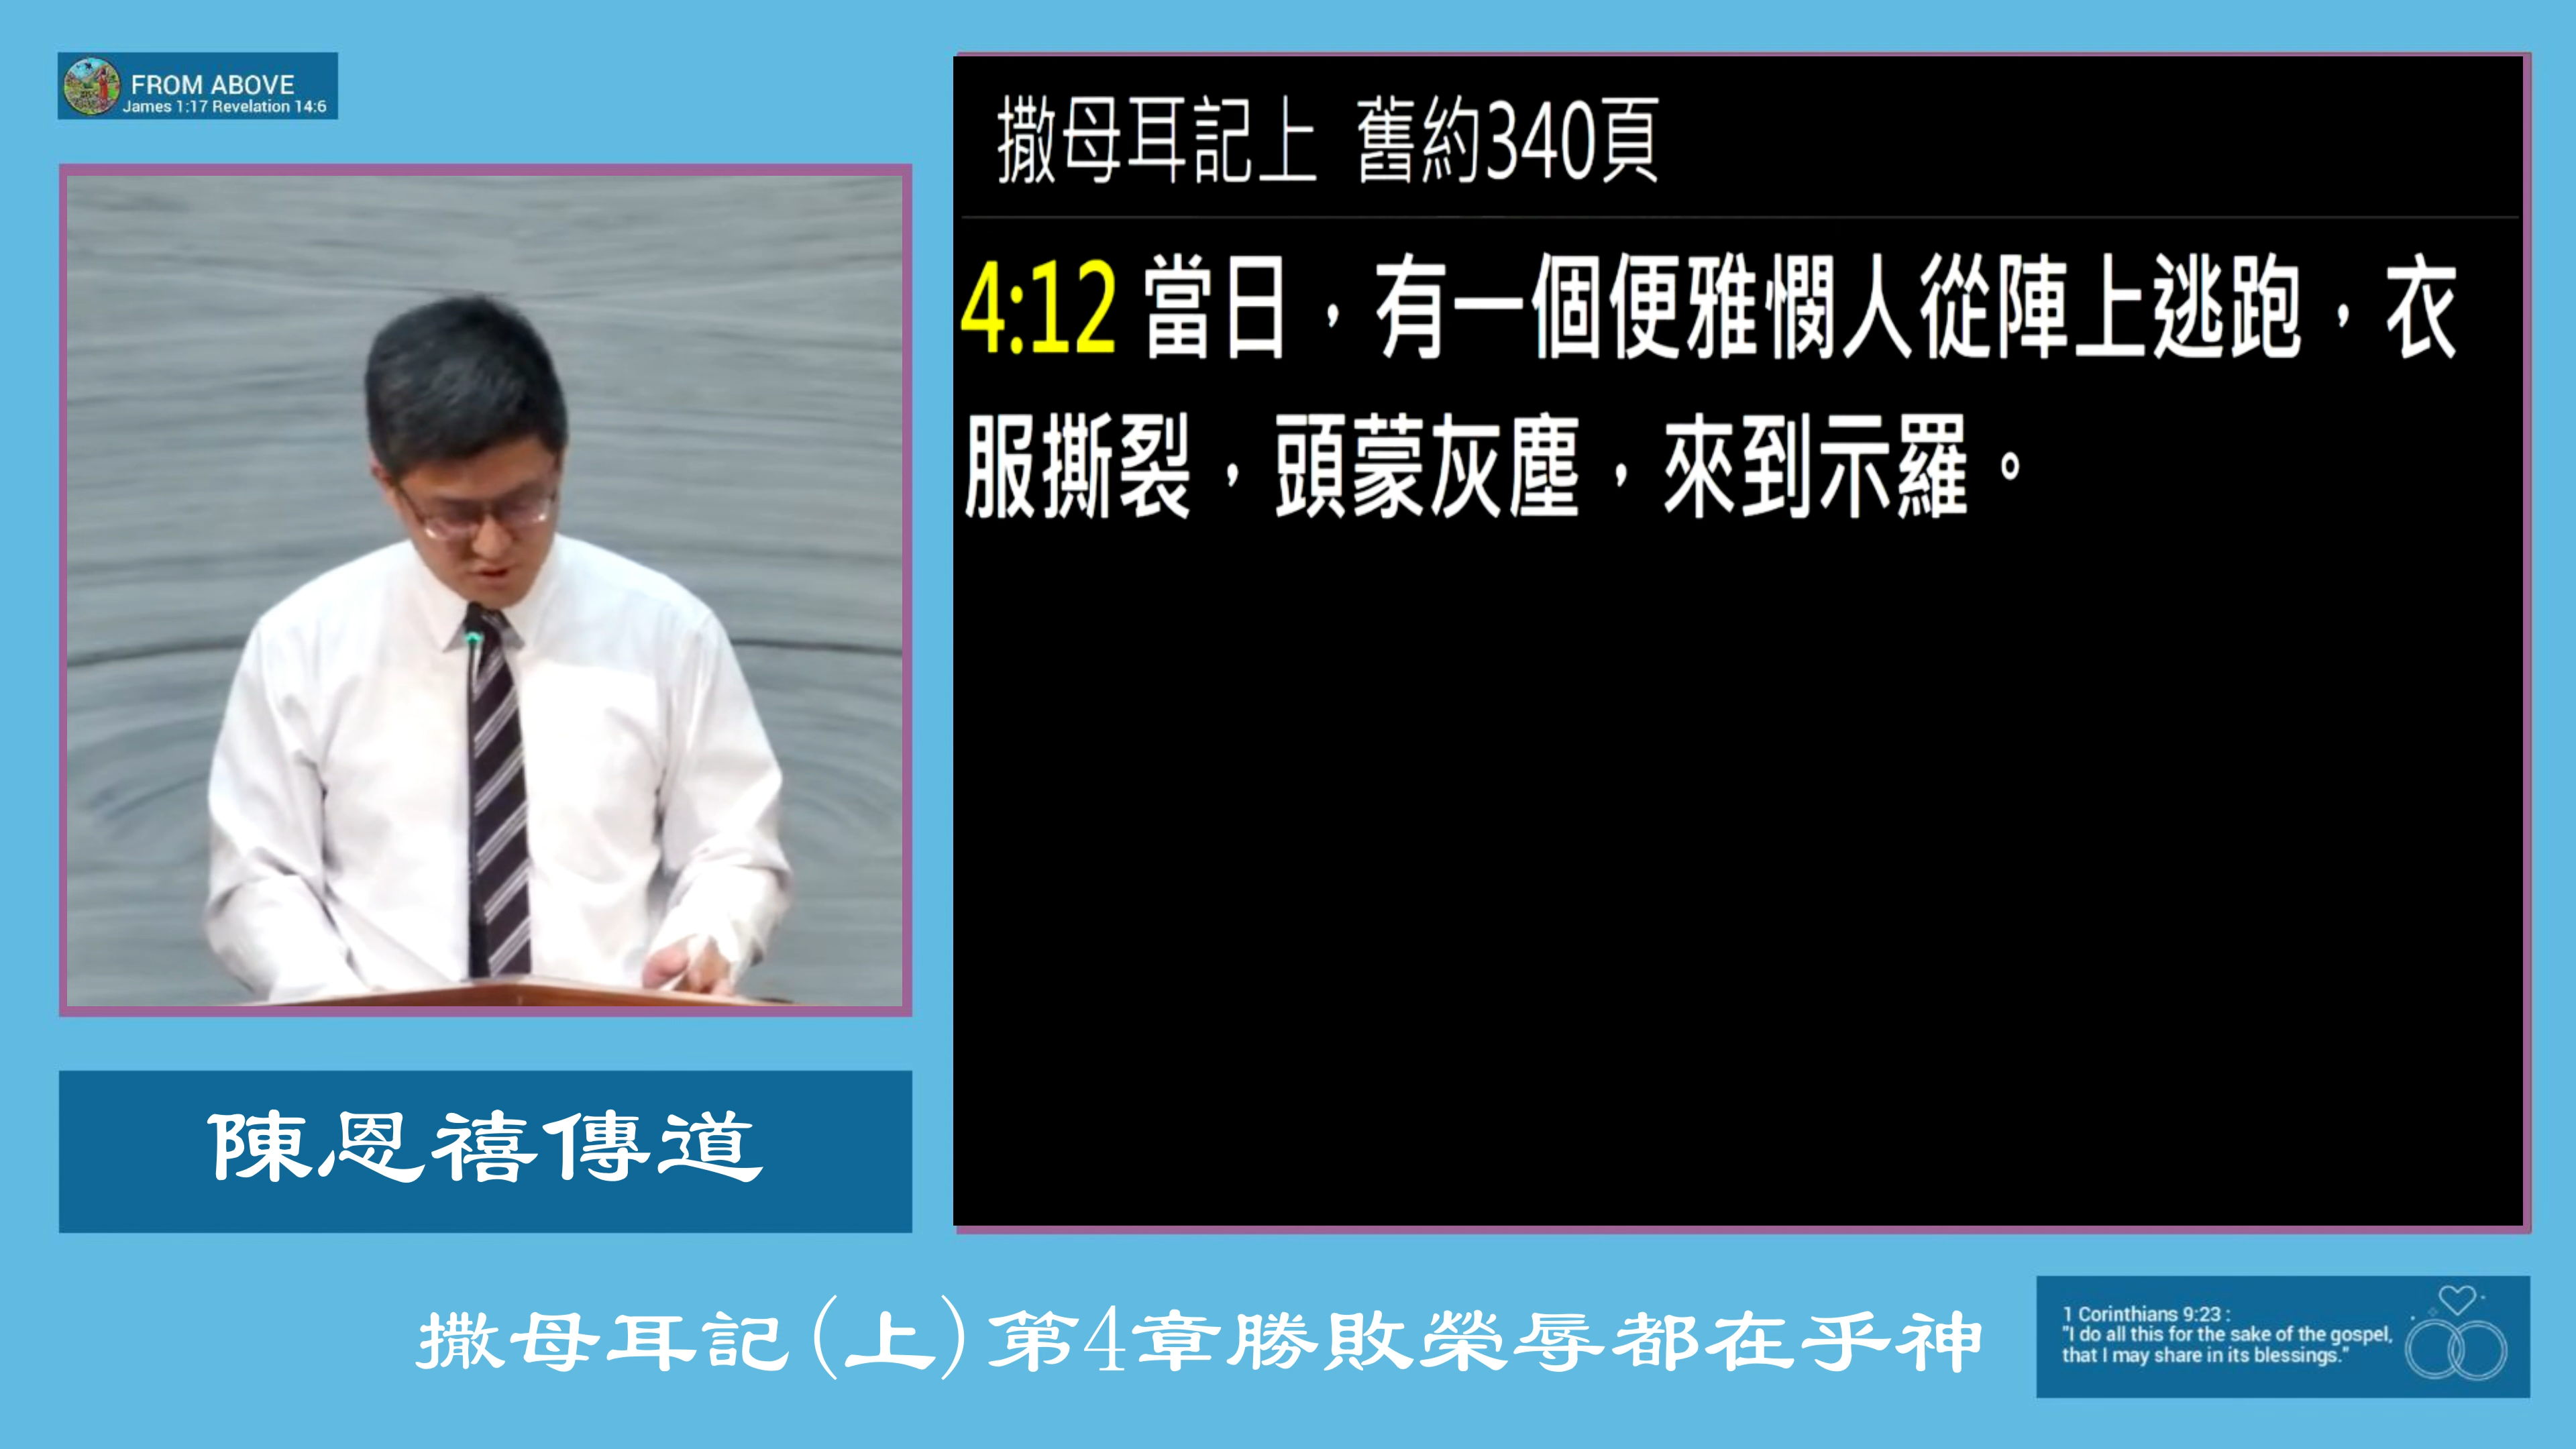 FROM ABOVE
James 1:17 Revelation 14:6
撒母耳記上 舊約340頁
4:12 當日，有一個便雅憫人從陣上逃跑，衣
服撕裂，頭蒙灰塵，來到示羅。
陳恩禧傳道
撒母耳記(上)第4章勝敗榮辱都在乎神
1 Corinthians 9:23 :
"I do all this for the sake of the gospel,
that I may share in its blessings."